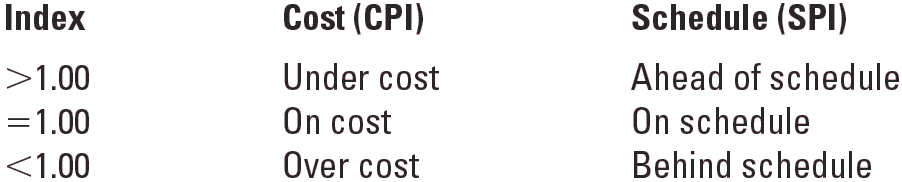 Index Cost (CPI) Schedule (SPI)
>1.00 Under cost Ahead of schedule
=1.00 On cost On schedule
<1.00 Over cost Behind schedule